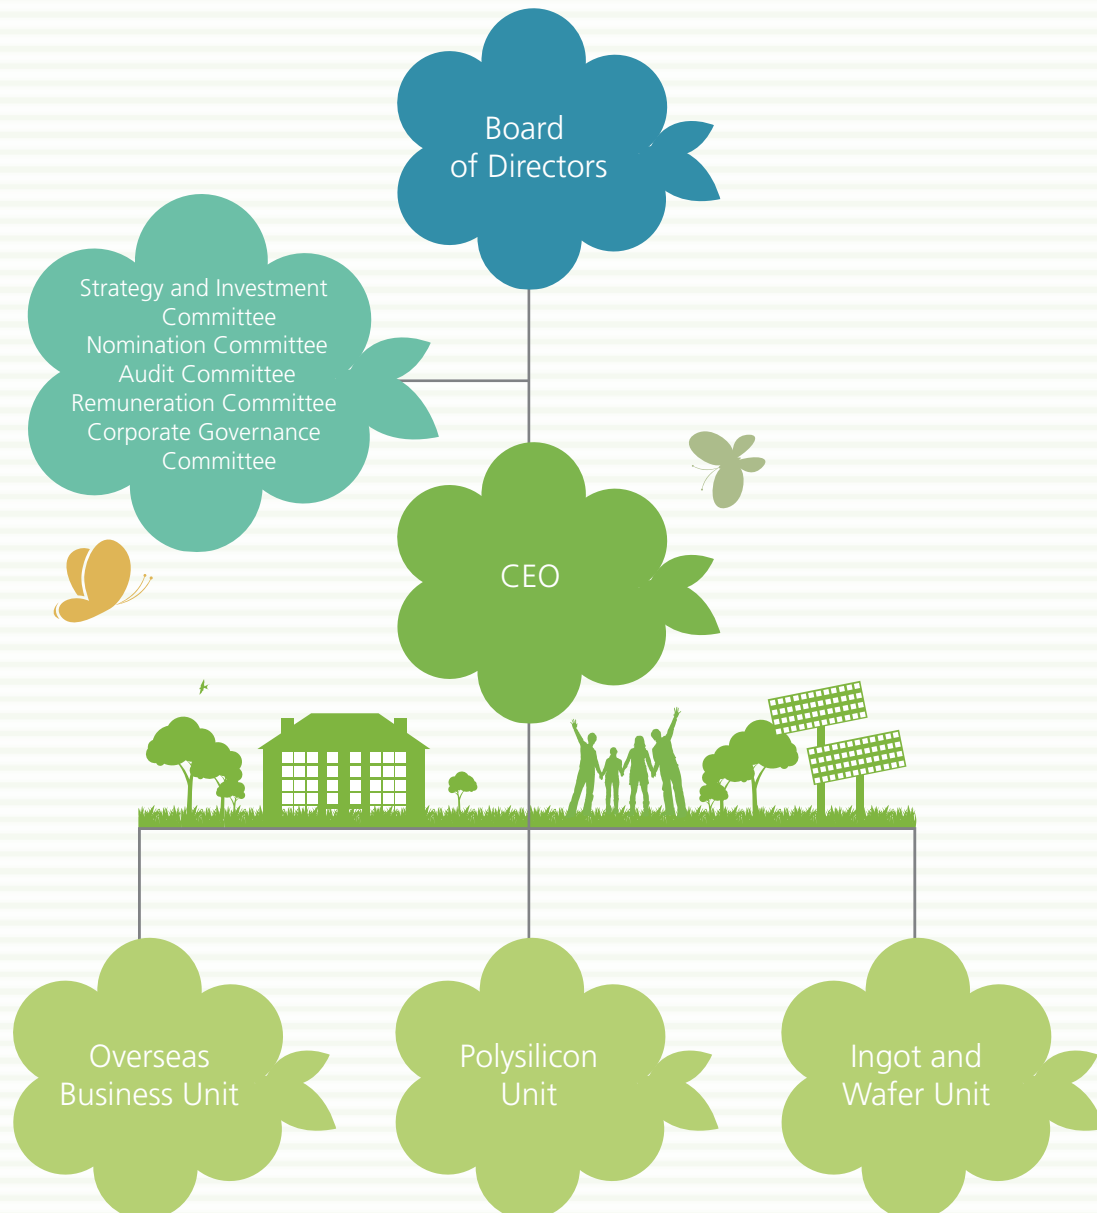 Board
of Directors
Strategy and Investment
Committee
Nomination Committee
Audit Committee
Remuneration Committee
Corporate Governance
Committee
CEO
Overseas
Business Unit
Polysilicon
Unit
Ingot and
Wafer Unit